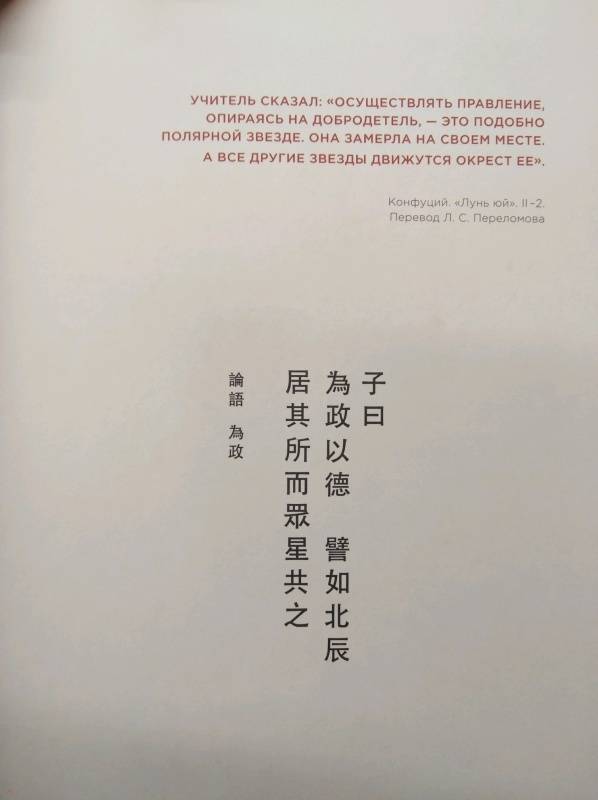 УЧИТЕЛЬ СКАЗАЛ: «ОСУЩЕСТВЛЯТЬ ПРАВЛЕНИЕ,
ОПИРАЯСЬ НА ДОБРОДЕТЕЛЬ, — ЭТО ПОДОБНО
ПОЛЯРНОЙ ЗВЕЗДЕ. ОНА ЗАМЕРЛА НА СВОЕМ МЕСТЕ.
А ВСЕ ДРУГИЕ ЗВЕЗДЫ ДВИЖУТСЯ ОКРЕСТ ЕЕ».
Конфуций. «Лунь юй». II–2.
Перевод Л. С. Переломова
子曰
為政以德 譬如北辰
居其所而眾星共之
論語 為政